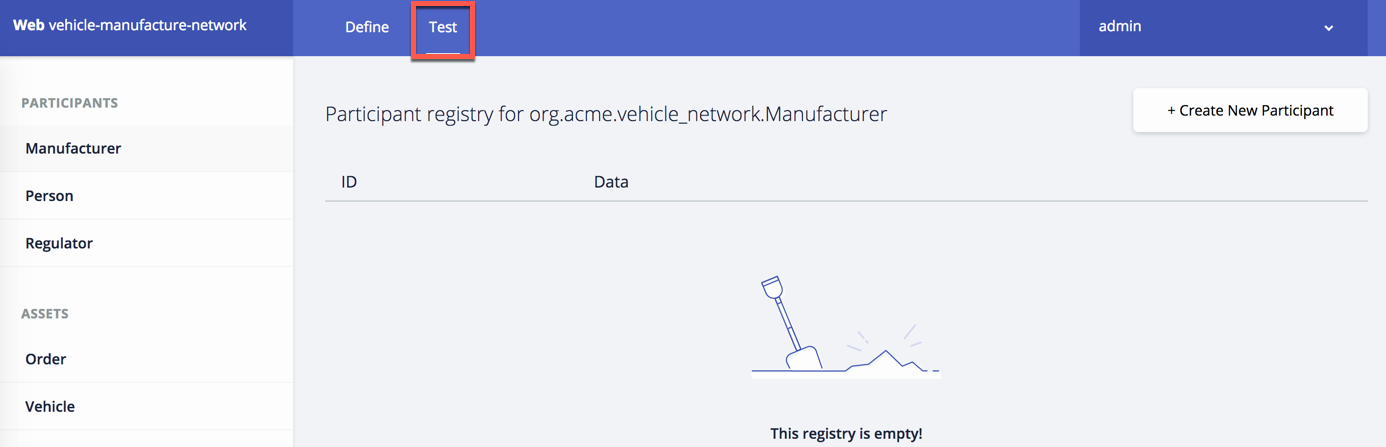 Web vehicle-manufacture-network
Define
Test
admin
PARTICIPANTS
Manufacturer
Person
Regulator
ASSETS
Order
Vehicle
Participant registry for org.acme.vehicle_network.Manufacturer
+ Create New Participant
ID
Data
This registry is empty!